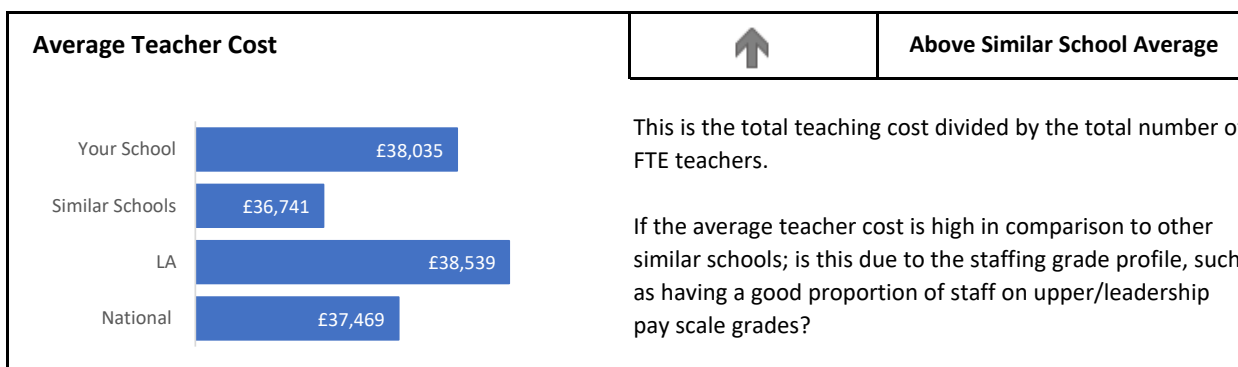 Average Teacher Cost
Above Similar School Average
Your School
£38,035
Similar Schools
£36,741
LA
£38,539
National
£37,469
This is the total teaching cost divided by the total number
FTE teachers.
If the average teacher cost is high in comparison to other
similar schools; is this due to the staffing grade profile, such
as having a good proportion of staff on upper/leadership
pay scale grades?